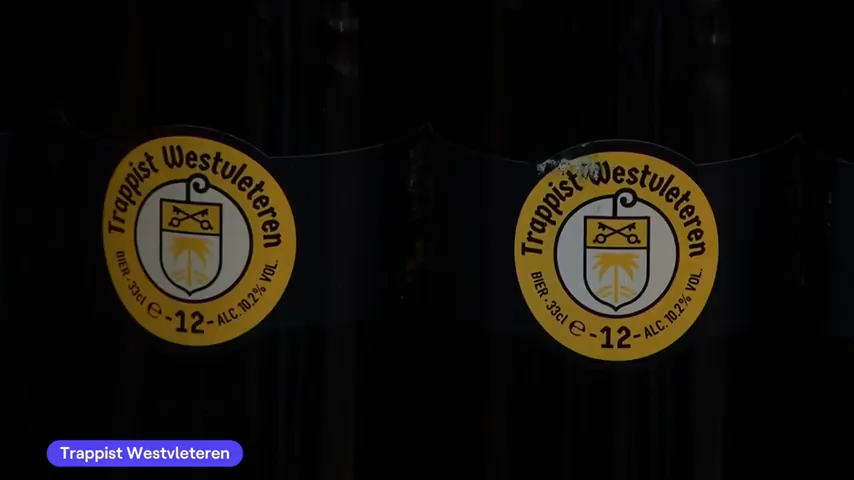 Trappist Westvleteren
BIER · 33cl ℮ -12- ALC. 10,2% VOL.
Trappist Westvleteren
BIER · 33cl ℮ -12- ALC. 10,2% VOL.
Trappist Westvleteren